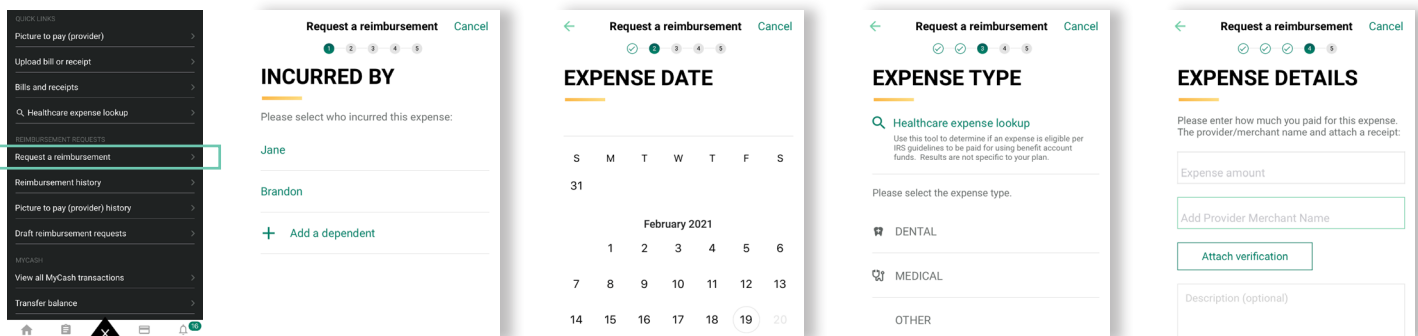 QUICK LINKS
Picture to pay (provider)
Upload bill or receipt
Bills and receipts
Healthcare expense lookup
REIMBURSEMENT REQUESTS
Request a reimbursement
Reimbursement history
Picture to pay (provider) history
Draft reimbursement requests
MYCASH
View all MyCash transactions
Transfer balance
16
Request a reimbursement Cancel
1 2 3 4 5
INCURRED BY
Please select who incurred this expense:
Jane
Brandon
+ Add a dependent
Request a reimbursement Cancel
2 3 4 5
EXPENSE DATE
S M T W T F S
31
February 2021
1 2 3 4 5 6
7 8 9 10 11 12 13
14 15 16 17 18 19 20
Request a reimbursement Cancel
3 4 5
EXPENSE TYPE
Healthcare expense lookup
Use this tool to determine if an expense is eligible per
IRS guidelines to be paid for using benefit account
funds. Results are not specific to your plan.
Please select the expense type.
DENTAL
MEDICAL
OTHER
Request a reimbursement Cancel
4 5
EXPENSE DETAILS
Please enter how much you paid for this expense.
The provider/merchant name and attach a receipt:
Expense amount
Add Provider Merchant Name
Attach verification
Description (optional)